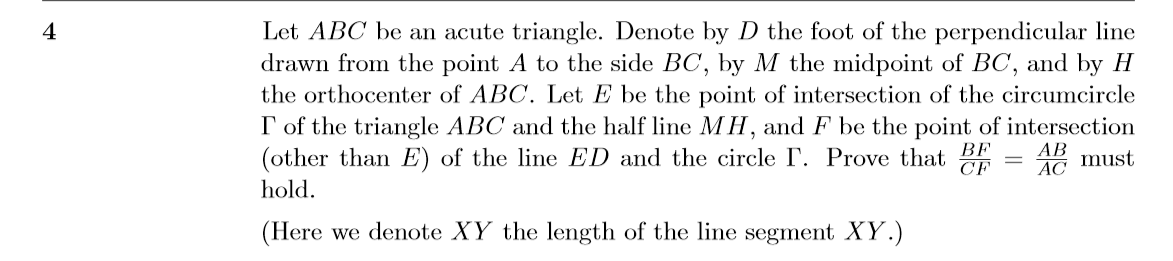 4 Let ABC be an acute triangle. Denote by D the foot of the perpendicular line
drawn from the point A to the side BC, by M the midpoint of BC, and by H
the orthocenter of ABC. Let E be the point of intersection of the circumcircle
Γ of the triangle ABC and the half line MH, and F be the point of intersection
(other than E) of the line ED and the circle Γ. Prove that \frac{BF}{CF} = \frac{AB}{AC} must
hold.
(Here we denote XY the length of the line segment XY.)